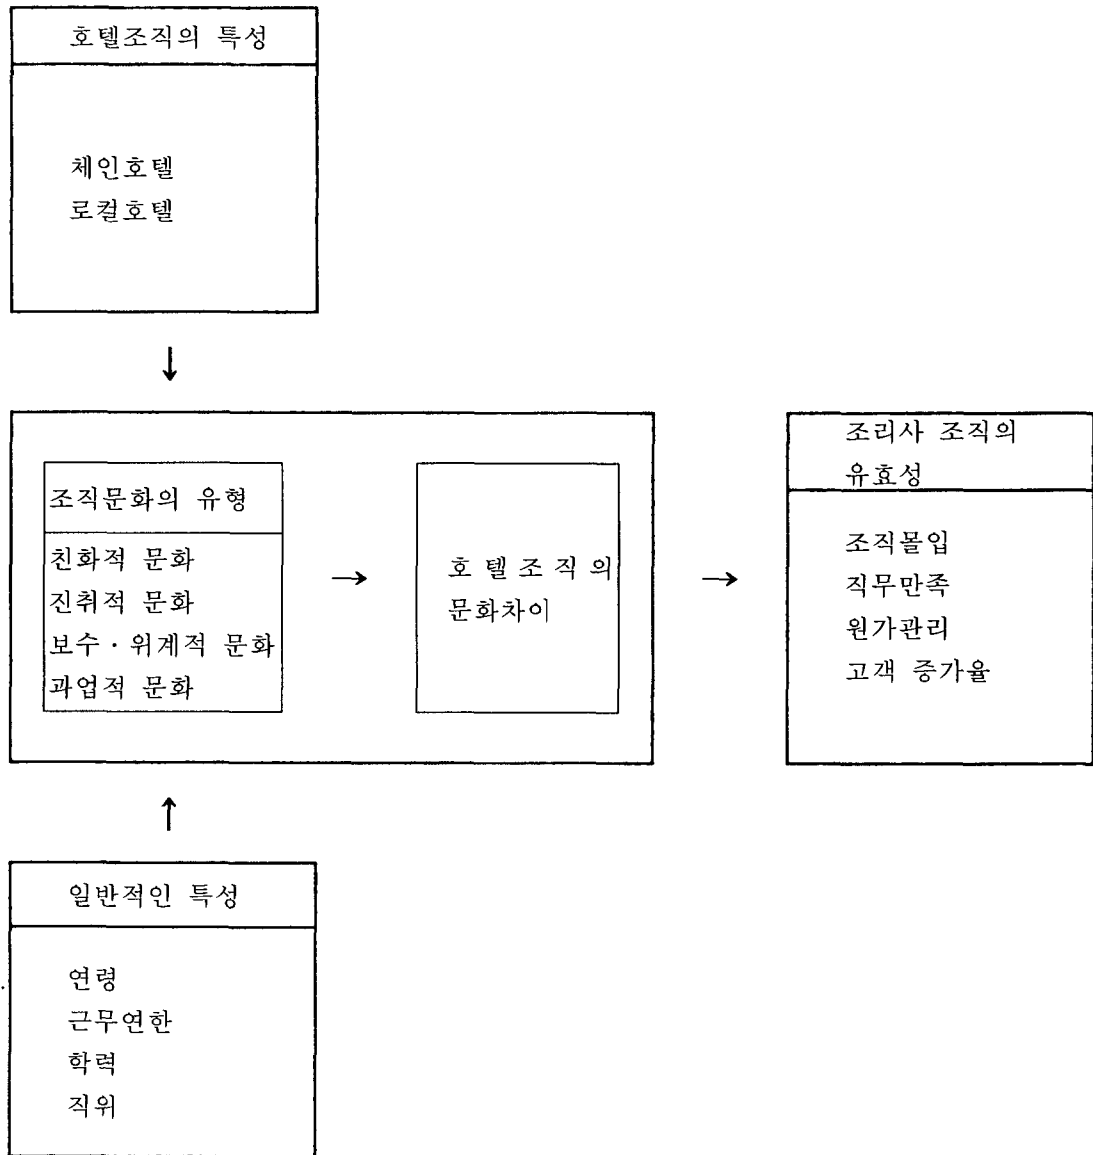 호텔조직의 특성
체인호텔
로컬호텔
↓
조직문화의 유형
친화적 문화
진취적 문화
보수·위계적 문화
과업적 문화
→
호텔조직의
문화차이
→
조리사 조직의
유효성
조직몰입
직무만족
원가관리
고객 증가율
↑
일반적인 특성
연령
근무연한
학력
직위